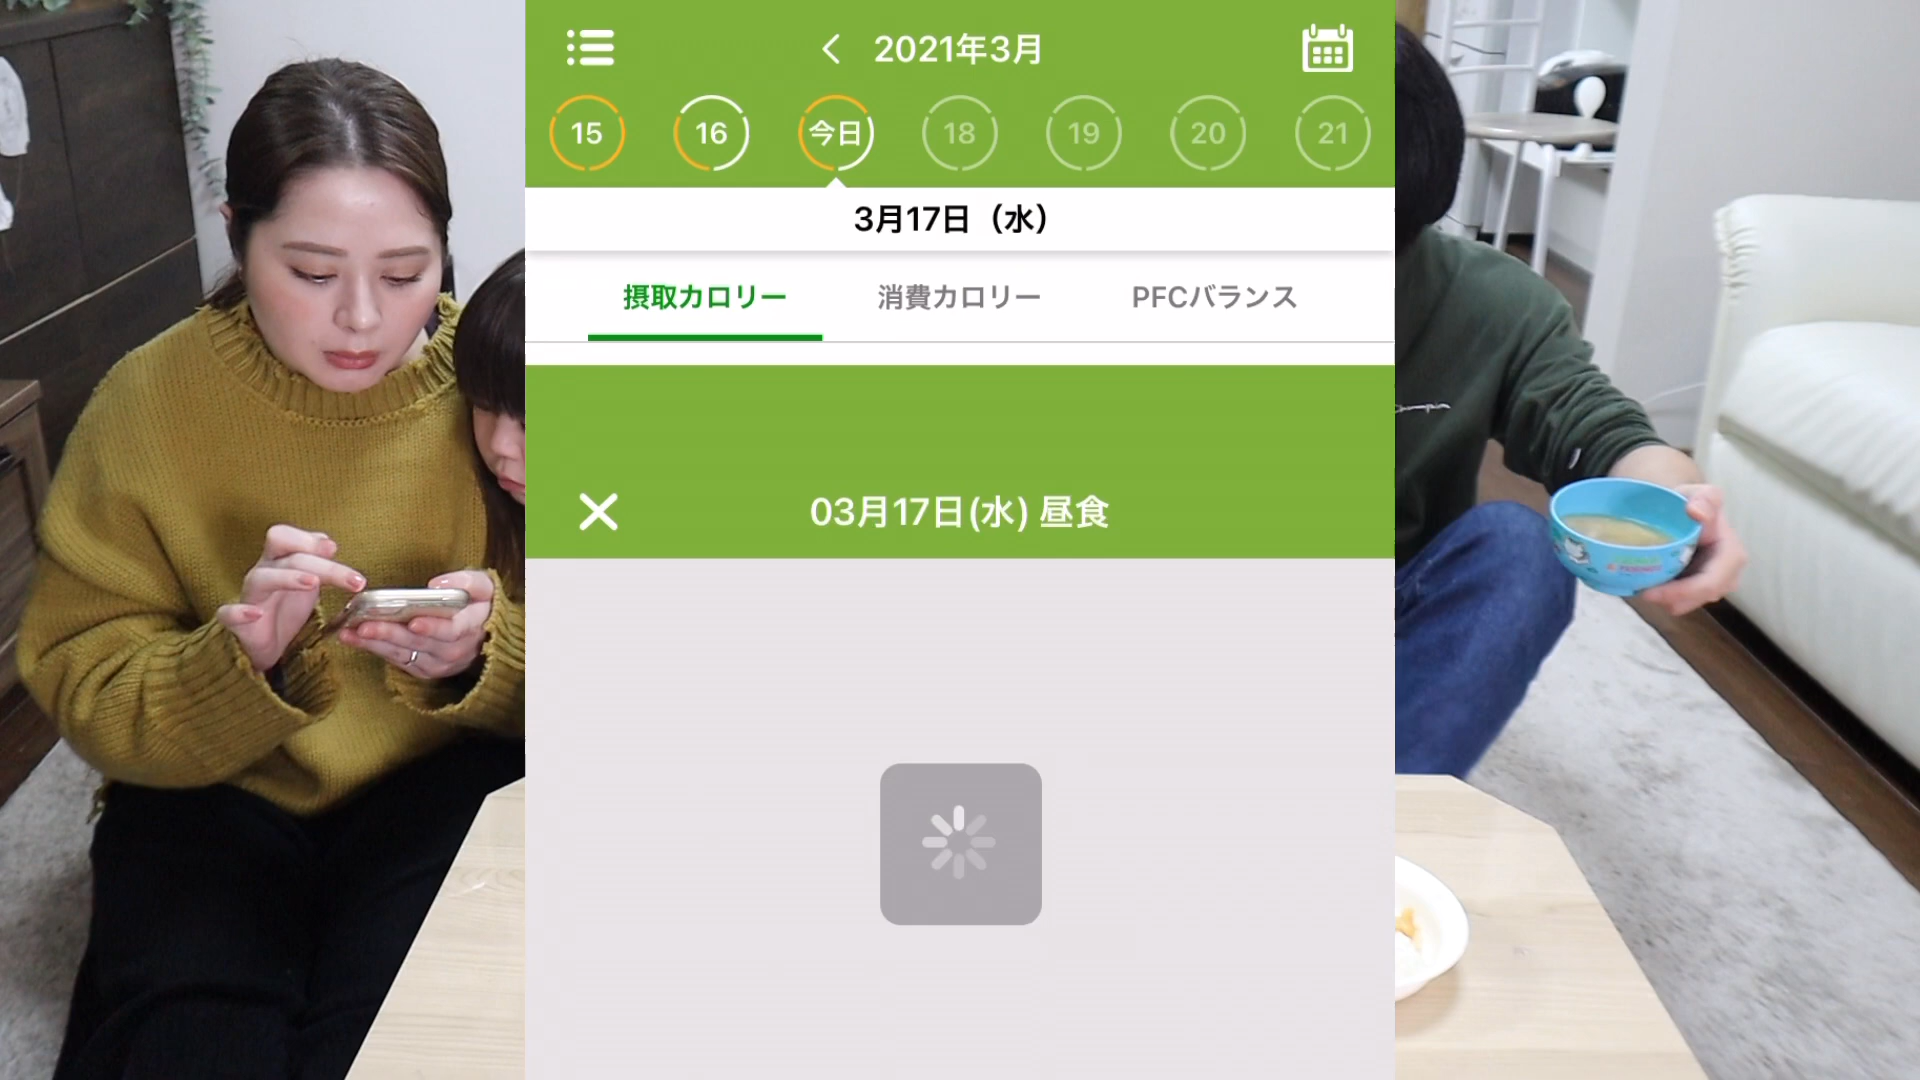 2021年3月
15 16 今日 18 19 20 21
3月17日（水）
摂取カロリー 消費カロリー PFCバランス
03月17日(水) 昼食